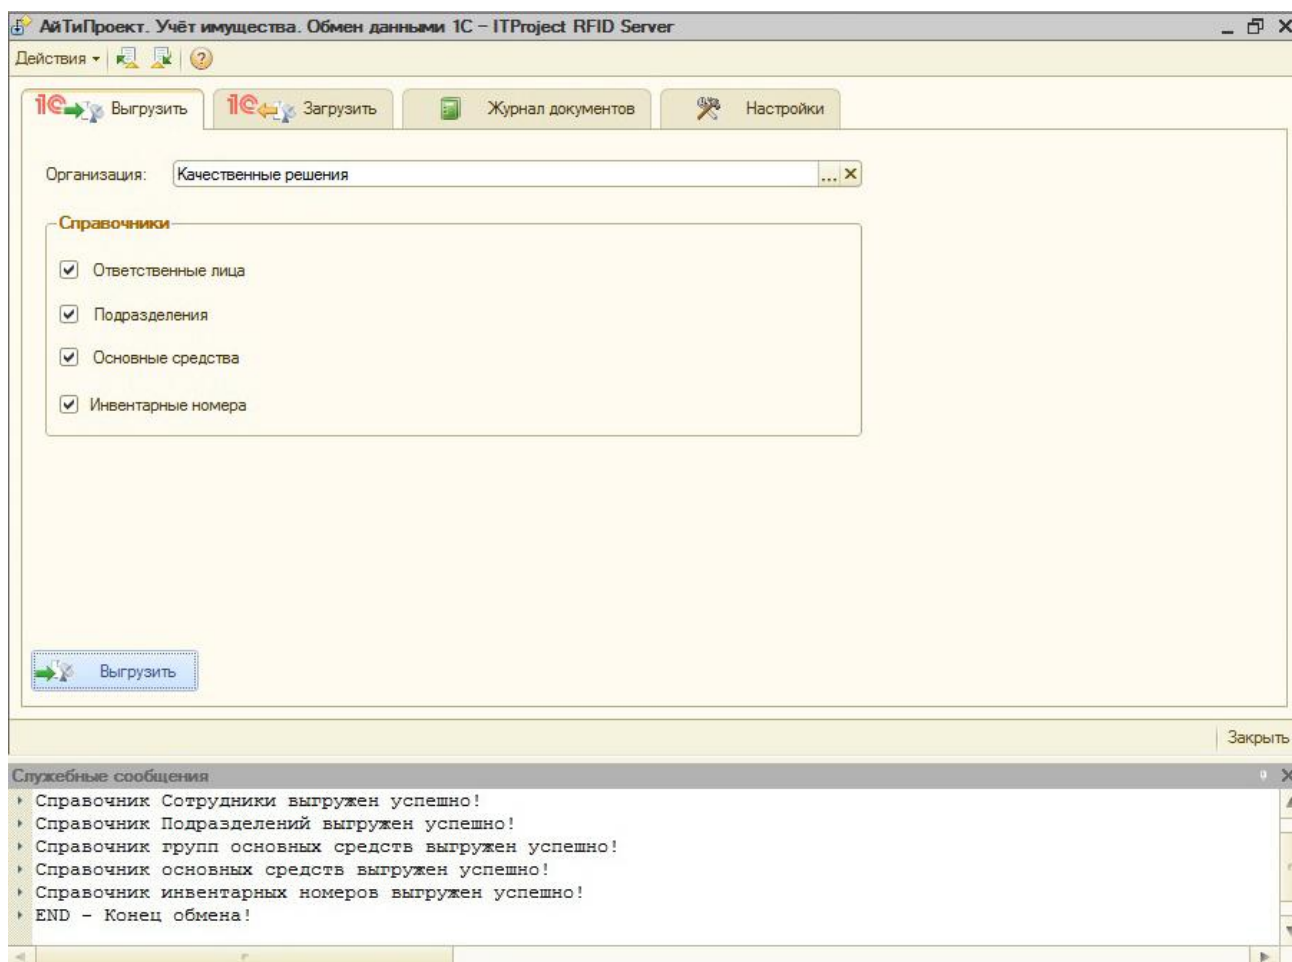 АйТиПроект. Учёт имущества. Обмен данными 1С - ITProject RFID Server
Действия
1С Выгрузить 1С Загрузить Журнал документов Настройки
Организация: Качественные решения ...
Справочники
Ответственные лица
Подразделения
Основные средства
Инвентарные номера
Выгрузить
Закрыть
Служебные сообщения
Справочник Сотрудники выгружен успешно!
Справочник Подразделений выгружен успешно!
Справочник групп основных средств выгружен успешно!
Справочник основных средств выгружен успешно!
Справочник инвентарных номеров выгружен успешно!
END - Конец обмена!